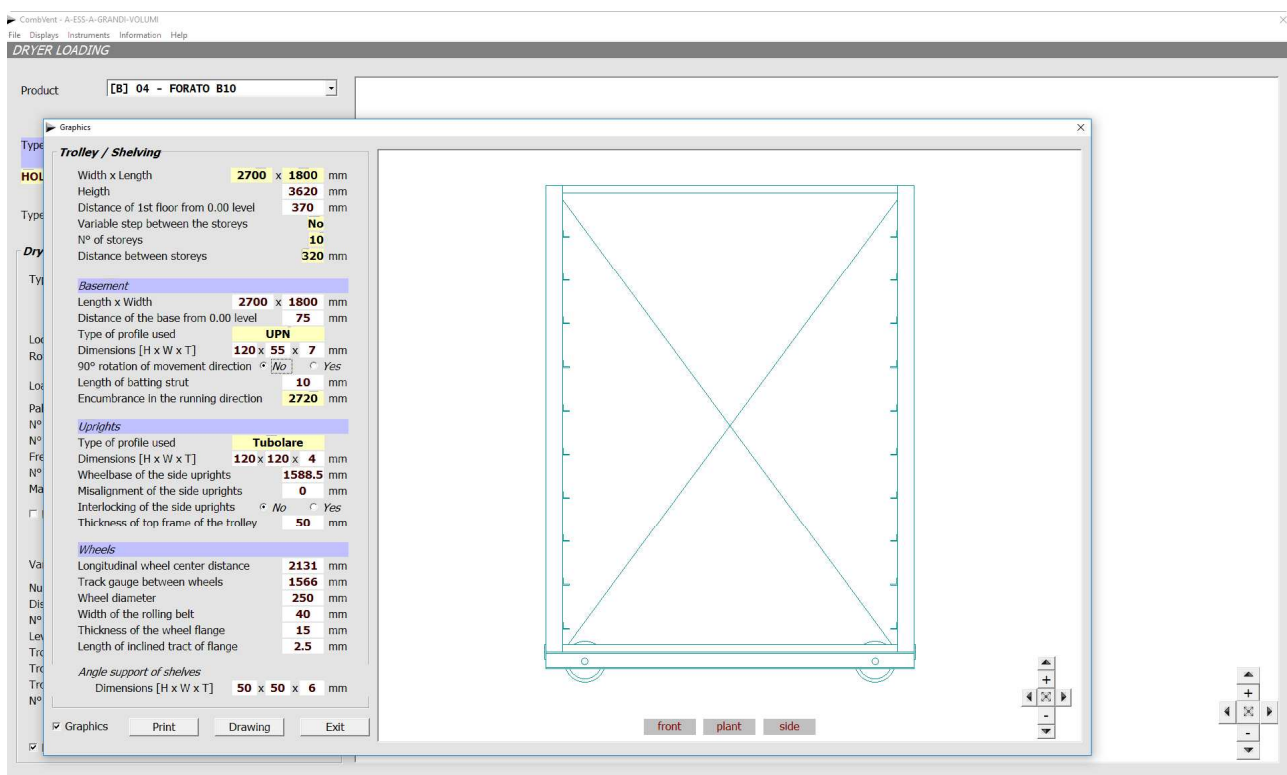 CombVent - A-ESS-A-GRANDI-VOLUMI
File Displays Instruments Information Help
DRYER LOADING
Product [B] 04 - FORATO B10
Graphics
Trolley / Shelving
Width x Length 2700 x 1800 mm
Heigth 3620 mm
Distance of 1st floor from 0.00 level 370 mm
Variable step between the storeys No
Nº of storeys 10
Distance between storeys 320 mm
Basement
Length x Width 2700 x 1800 mm
Distance of the base from 0.00 level 75 mm
Type of profile used UPN
Dimensions [H x W x T] 120 x 55 x 7 mm
90º rotation of movement direction No Yes
Length of batting strut 10 mm
Encumbrance in the running direction 2720 mm
Uprights
Type of profile used Tubolare
Dimensions [H x W x T] 120 x 120 x 4 mm
Wheelbase of the side uprights 1588.5 mm
Misalignment of the side uprights 0 mm
Interlocking of the side uprights No Yes
Thickness of top frame of the trolley 50 mm
Wheels
Longitudinal wheel center distance 2131 mm
Track gauge between wheels 1566 mm
Wheel diameter 250 mm
Width of the rolling belt 40 mm
Thickness of the wheel flange 15 mm
Length of inclined tract of flange 2.5 mm
Angle support of shelves
Dimensions [H x W x T] 50 x 50 x 6 mm
Graphics Print Drawing Exit
front plant side